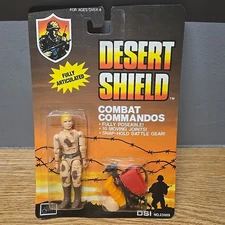 FOR AGES OVER 4
DESERT
SHIELD™
FULLY
ARTICULATED
COMBAT
COMMANDOS
• FULLY POSEABLE!
• 10 MOVING JOINTS!
• SNAP-HOLD BATTLE GEAR!
DSI